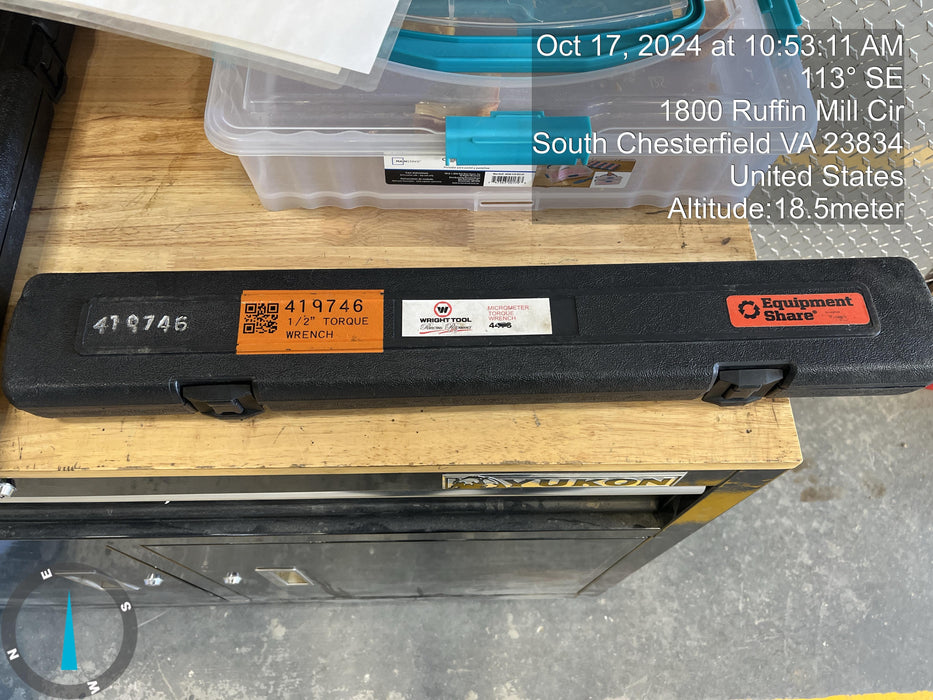 Oct 17, 2024 at 10:53:11 AM
113° SE
1800 Ruffin Mill Cir
South Chesterfield VA 23834
United States
Altitude:18.5meter
419746
419746
1/2" TORQUE
WRENCH
W
WRIGHT TOOL
MICROMETER
TORQUE
WRENCH
Equipment
Share®
YUKON
E
S
N
W